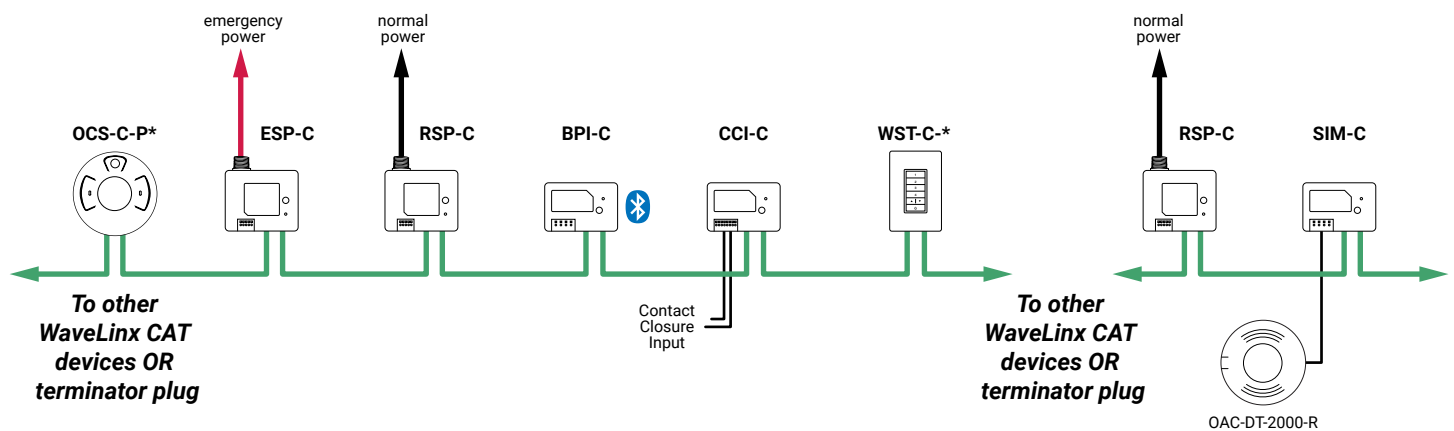 emergency
power
normal
power
normal
power
OCS-C-P*
ESP-C
RSP-C
BPI-C
CCI-C
WST-C-*
RSP-C
SIM-C
To other
WaveLinx CAT
devices OR
terminator plug
Contact
Closure
Input
To other
WaveLinx CAT
devices OR
terminator plug
OAC-DT-2000-R